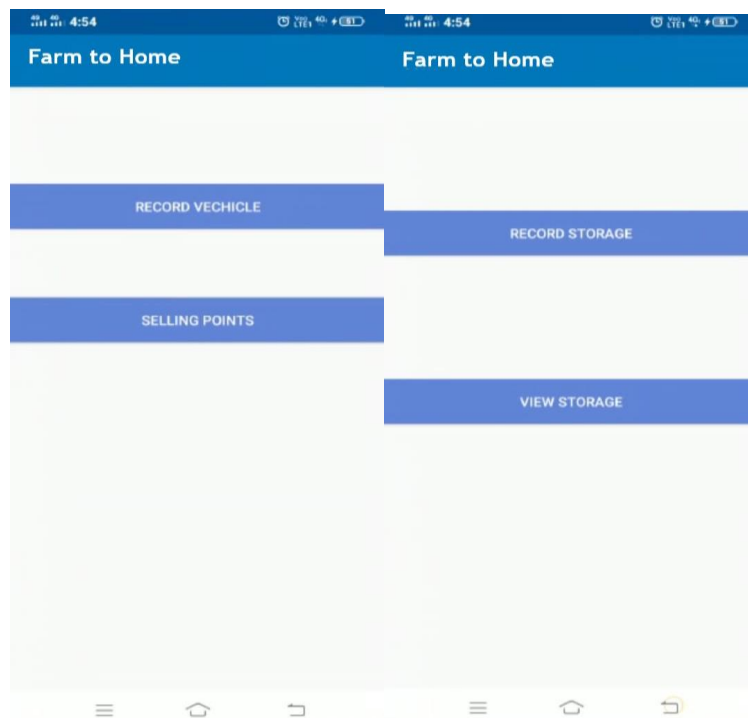 4:54
Farm to Home
RECORD VECHICLE
SELLING POINTS
4:54
Farm to Home
RECORD STORAGE
VIEW STORAGE